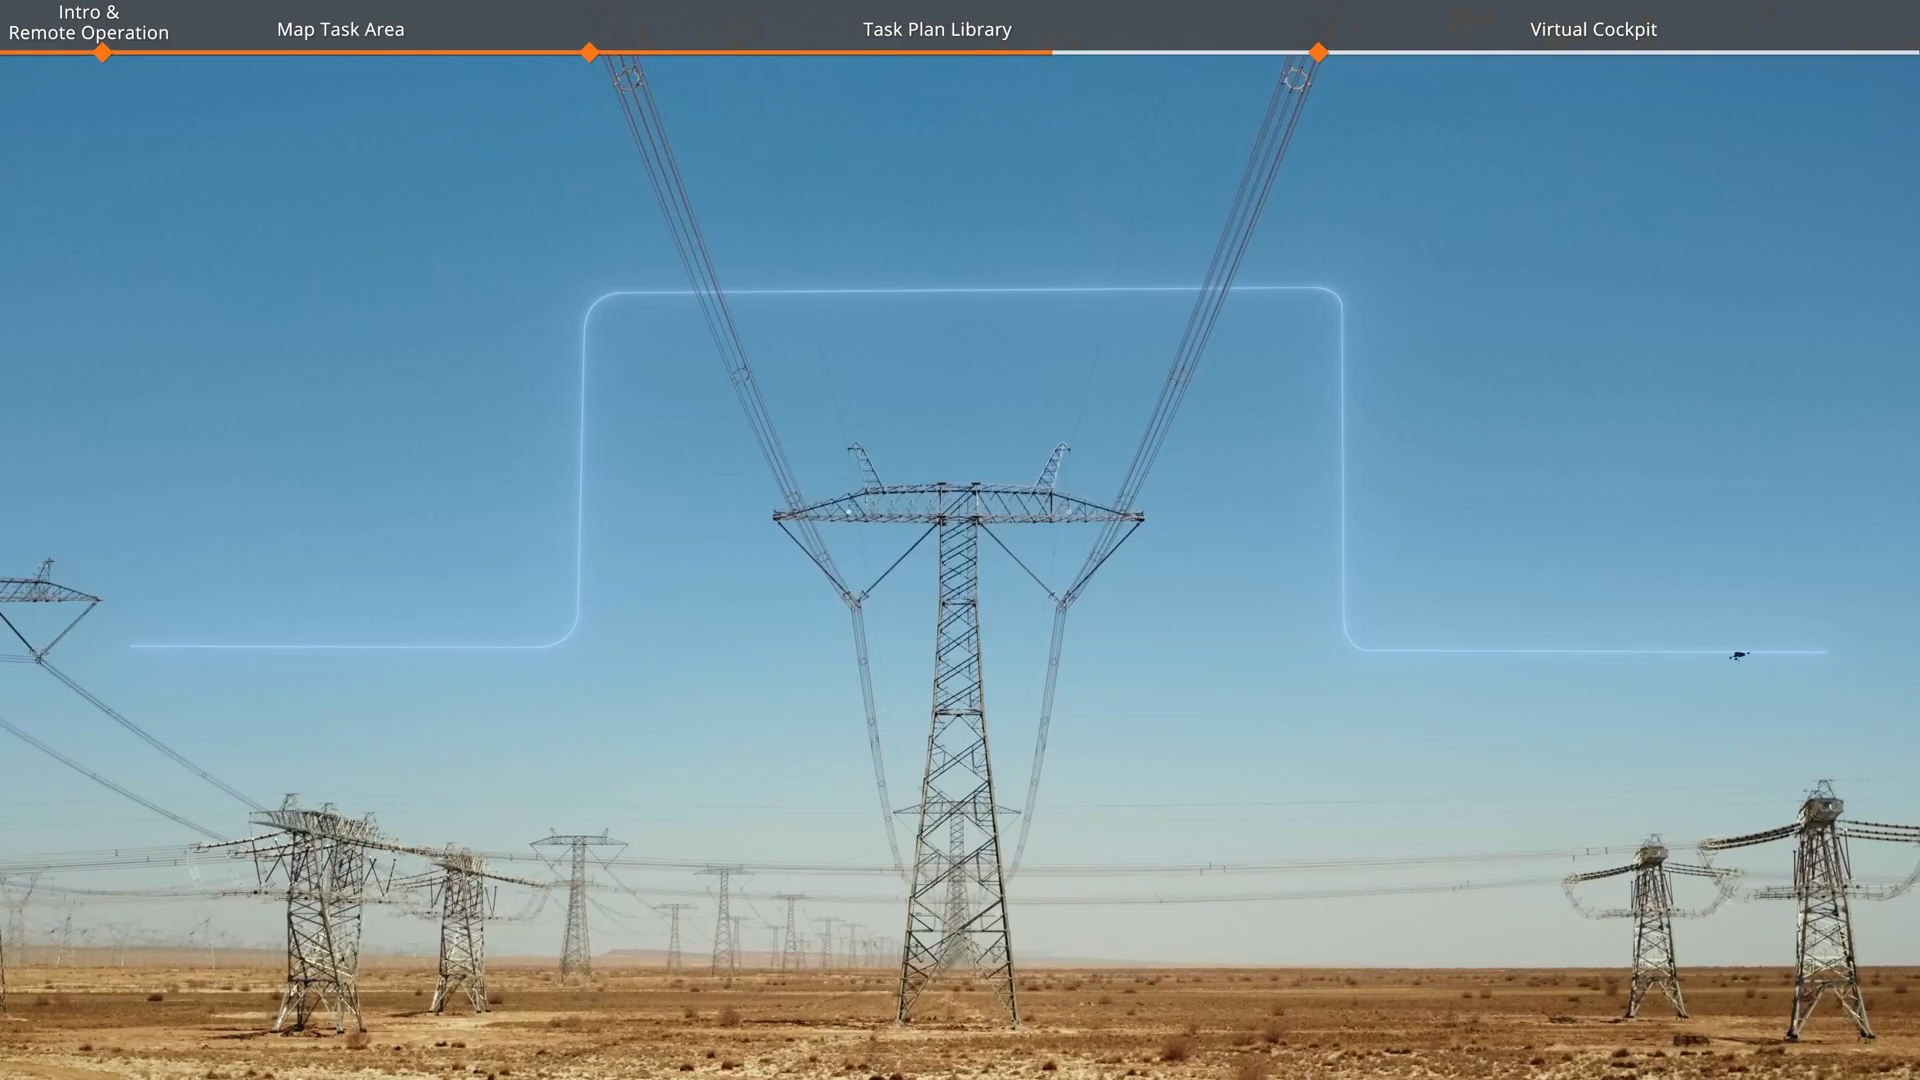 Intro &
Remote Operation
Map Task Area
Task Plan Library
Virtual Cockpit